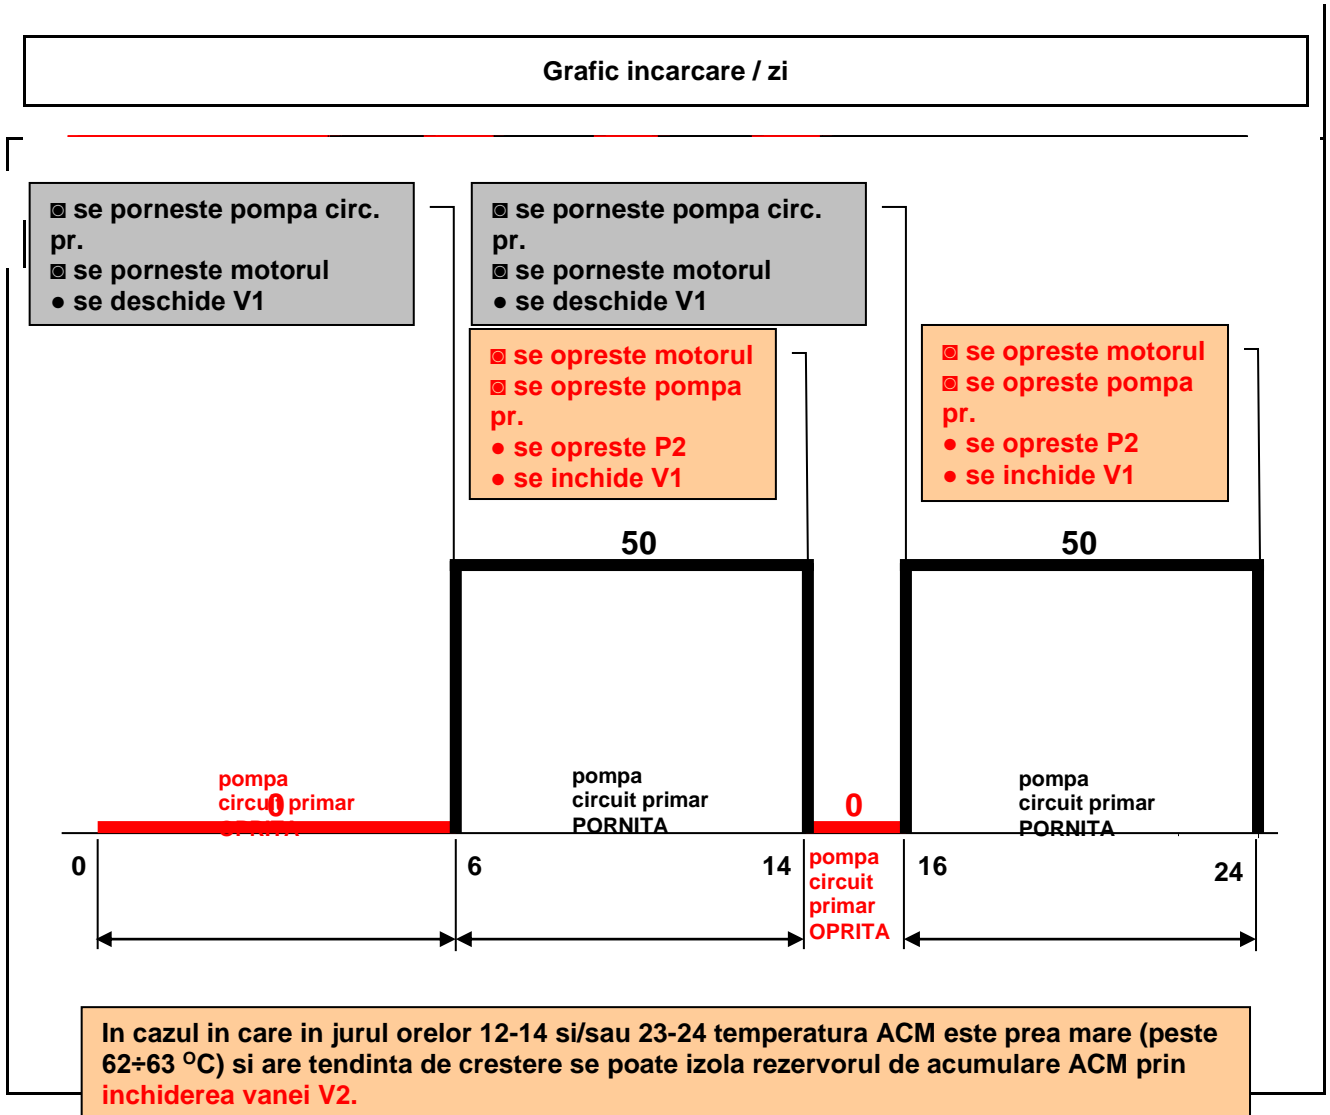 Grafic incarcare / zi
◙ se porneste pompa circ.
pr.
◙ se porneste motorul
● se deschide V1
◙ se porneste pompa circ.
pr.
◙ se porneste motorul
● se deschide V1
◙ se opreste motorul
◙ se opreste pompa
pr.
● se opreste P2
● se inchide V1
◙ se opreste motorul
◙ se opreste pompa
pr.
● se opreste P2
● se inchide V1
50
50
pompa
circuit primar
OPRITA
0
pompa
circuit primar
PORNITA
0
pompa
circuit primar
PORNITA
0
6
14
pompa
circuit
primar
OPRITA
16
24
In cazul in care in jurul orelor 12-14 si/sau 23-24 temperatura ACM este prea mare (peste
62÷63 ᴼC) si are tendinta de crestere se poate izola rezervorul de acumulare ACM prin
inchiderea vanei V2.